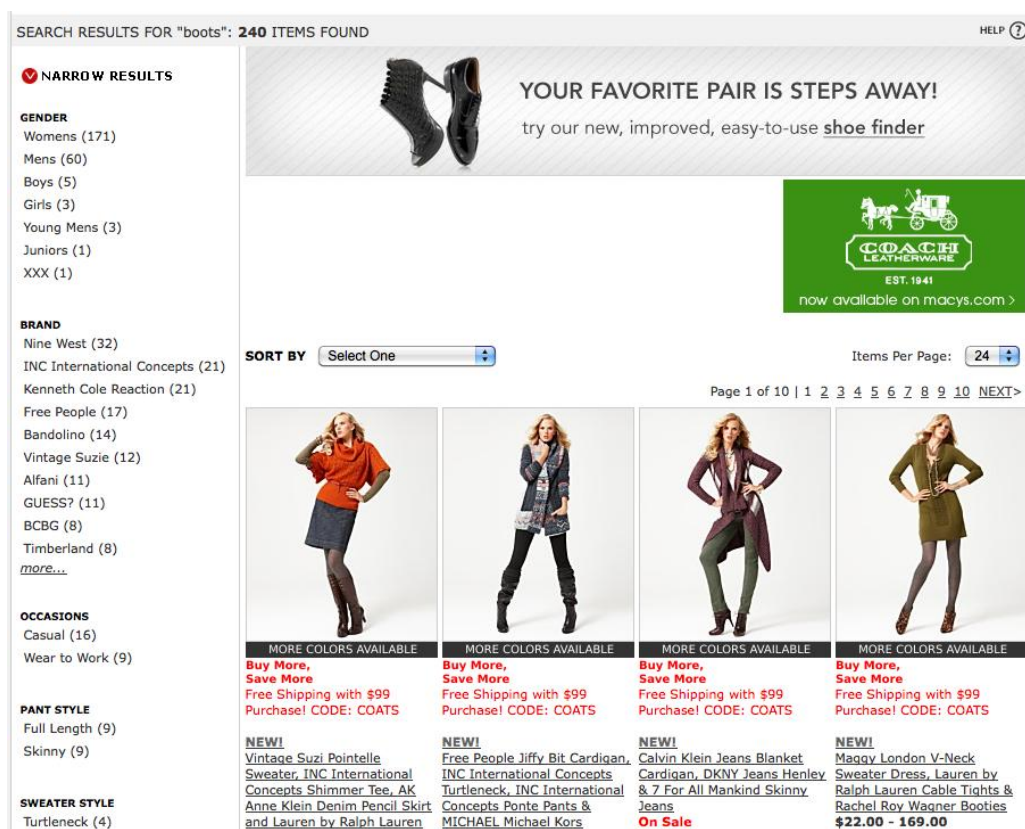 SEARCH RESULTS FOR "boots": 240 ITEMS FOUND
HELP ?
NARROW RESULTS
GENDER
Womens (171)
Mens (60)
Boys (5)
Girls (3)
Young Mens (3)
Juniors (1)
XXX (1)
BRAND
Nine West (32)
INC International Concepts (21)
Kenneth Cole Reaction (21)
Free People (17)
Bandolino (14)
Vintage Suzie (12)
Alfani (11)
GUESS? (11)
BCBG (8)
Timberland (8)
more...
OCCASIONS
Casual (16)
Wear to Work (9)
PANT STYLE
Full Length (9)
Skinny (9)
SWEATER STYLE
Turtleneck (4)
YOUR FAVORITE PAIR IS STEPS AWAY!
try our new, improved, easy-to-use shoe finder
COACH
LEATHERWARE
EST. 1941
now available on macys.com >
SORT BY Select One
Items Per Page: 24
Page 1 of 10 | 1 2 3 4 5 6 7 8 9 10 NEXT>
MORE COLORS AVAILABLE
Buy More,
Save More
Free Shipping with $99
Purchase! CODE: COATS
NEW!
Vintage Suzi Pointelle
Sweater, INC International
Concepts Shimmer Tee, AK
Anne Klein Denim Pencil Skirt
and Lauren by Ralph Lauren
MORE COLORS AVAILABLE
Buy More,
Save More
Free Shipping with $99
Purchase! CODE: COATS
NEW!
Free People Jiffy Bit Cardigan,
INC International Concepts
Turtleneck, INC International
Concepts Ponte Pants &
MICHAEL Michael Kors
MORE COLORS AVAILABLE
Buy More,
Save More
Free Shipping with $99
Purchase! CODE: COATS
NEW!
Calvin Klein Jeans Blanket
Cardigan, DKNY Jeans Henley
& 7 For All Mankind Skinny
Jeans
On Sale
MORE COLORS AVAILABLE
Buy More,
Save More
Free Shipping with $99
Purchase! CODE: COATS
NEW!
Maggy London V-Neck
Sweater Dress, Lauren by
Ralph Lauren Cable Tights &
Rachel Roy Wagner Booties
$22.00 - 169.00